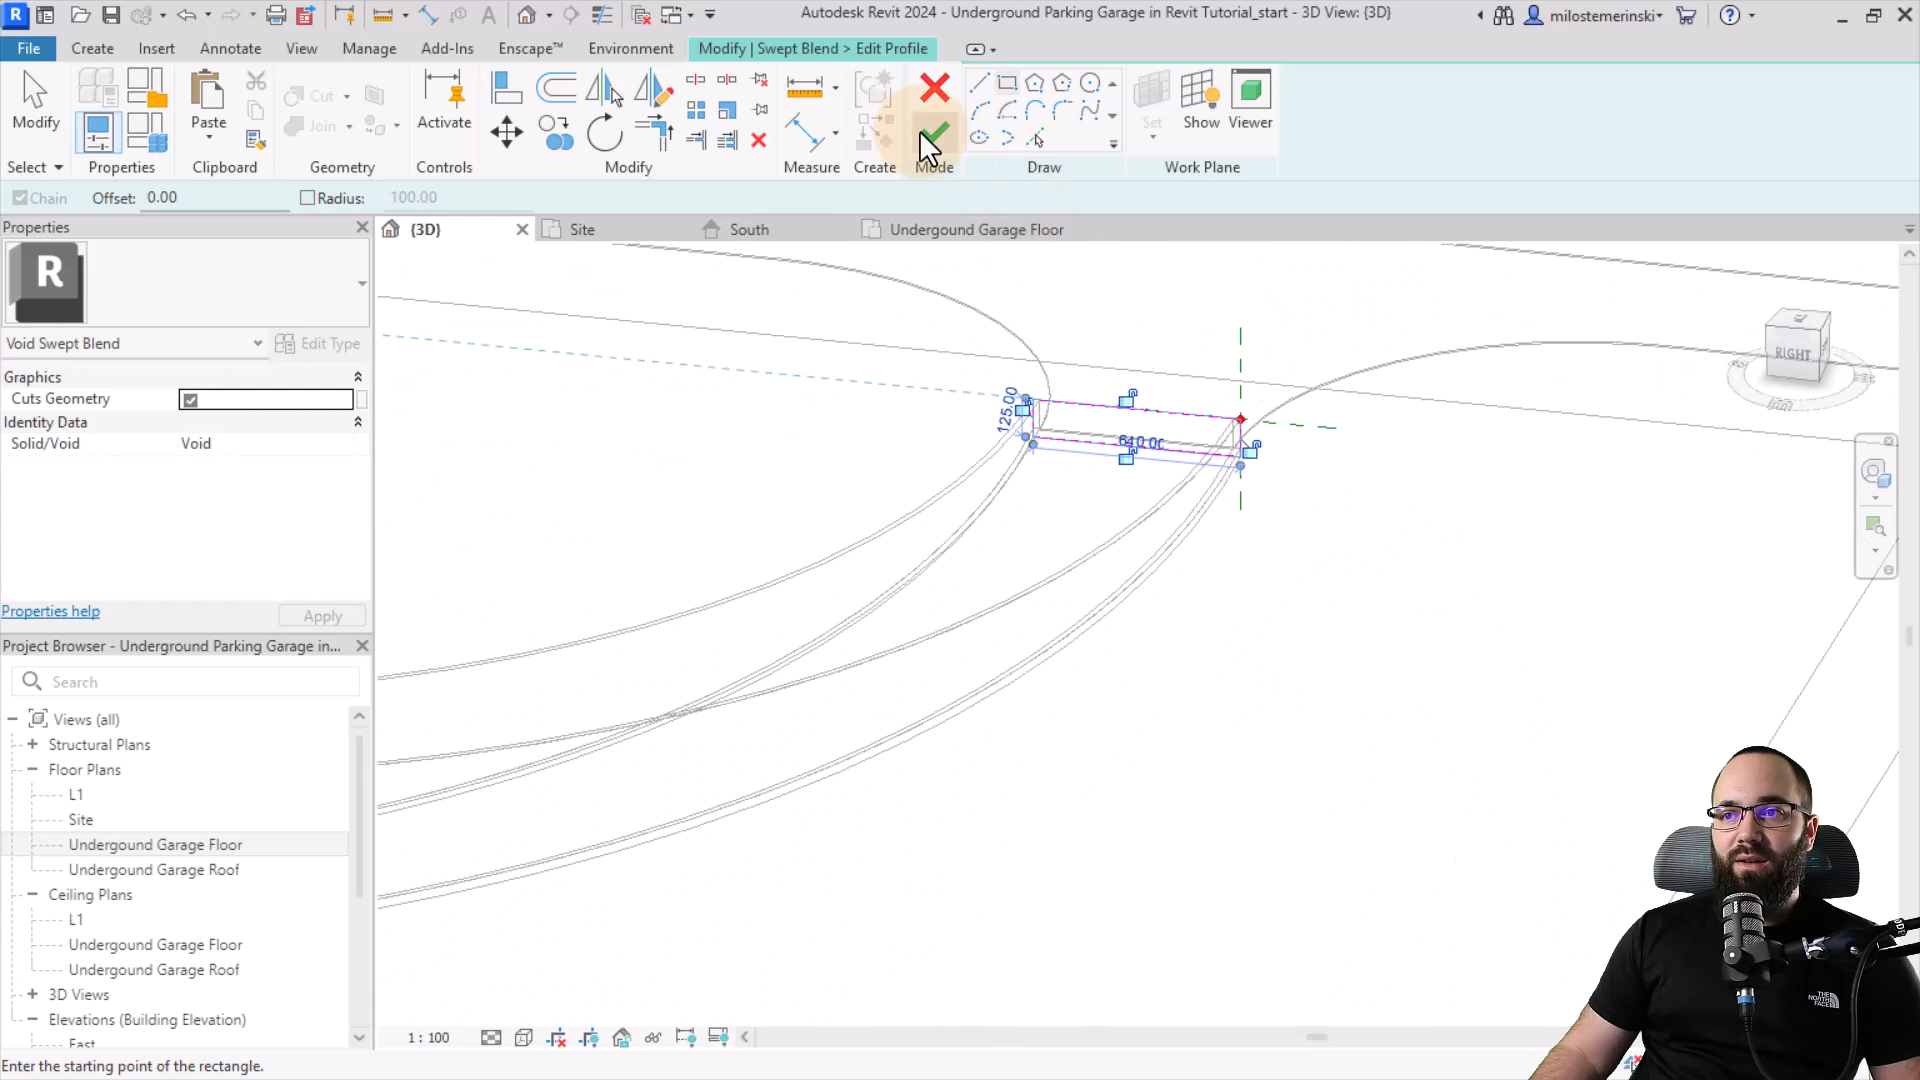 Autodesk Revit 2024 - Underground Parking Garage in Revit Tutorial_start - 3D View: {3D}
milostemerinski
File
Create
Insert
Annotate
View
Manage
Add-Ins
Enscape™
Environment
Modify | Swept Blend > Edit Profile
Modify
Paste
Cut
Join
Activate
Set
Show
Viewer
Select
Properties
Clipboard
Geometry
Controls
Modify
Measure
Create
Mode
Draw
Work Plane
Chain
Offset: 0.00
Radius: 100.00
Properties
{3D}
Site
South
Undergound Garage Floor
R
Void Swept Blend
Edit Type
Graphics
Cuts Geometry
Identity Data
Solid/Void
Void
125.00
640.00
RIGHT
Properties help
Apply
Project Browser - Underground Parking Garage in...
Search
Views (all)
Structural Plans
Floor Plans
L1
Site
Undergound Garage Floor
Undergound Garage Roof
Ceiling Plans
L1
Undergound Garage Floor
Undergound Garage Roof
3D Views
Elevations (Building Elevation)
East
1 : 100
Enter the starting point of the rectangle.
THE
NORTH
FACE